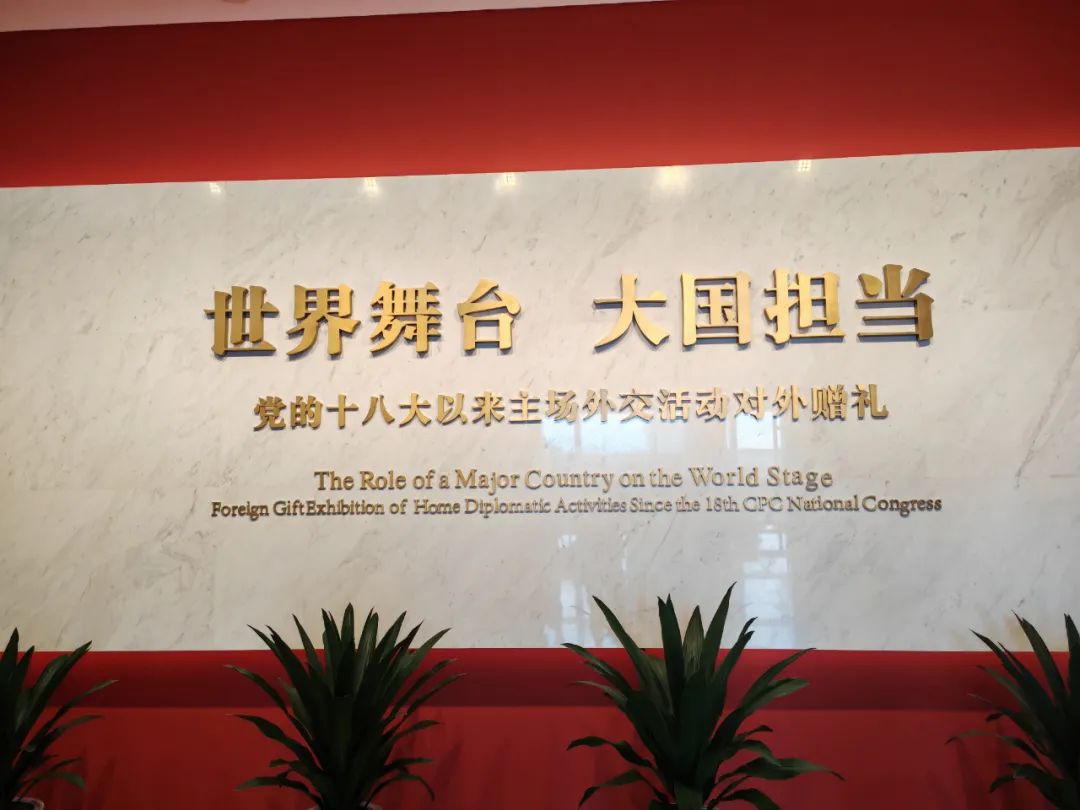 世界舞台 大国担当
党的十八大以来主场外交活动对外赠礼
The Role of a Major Country on the World Stage
Foreign Gift Exhibition of Home Diplomatic Activities Since the 18th CPC National Congress